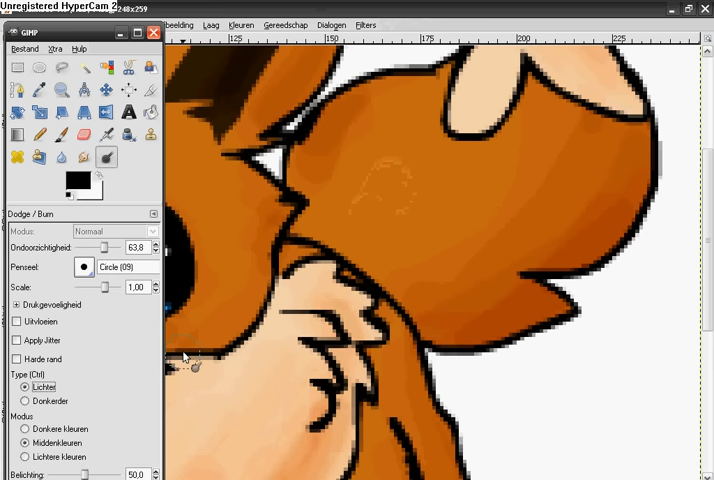 Unregistered HyperCam 2
248x259
GIMP
Bestand Xtra Hulp
Laag Kleuren Gereedschap Dialogen Filters
125 150 175 200 225
Dodge / Burn
Modus: Normaal
Ondoorzichtigheid: 63,8
Penseel: Circle (09)
Scale: 1,00
Drukgevoeligheid
Uitvloeien
Apply Jitter
Harde rand
Type (Ctrl)
Lichter
Donkerder
Modus
Donkere kleuren
Middenkleuren
Lichtere kleuren
Belichting: 50,0